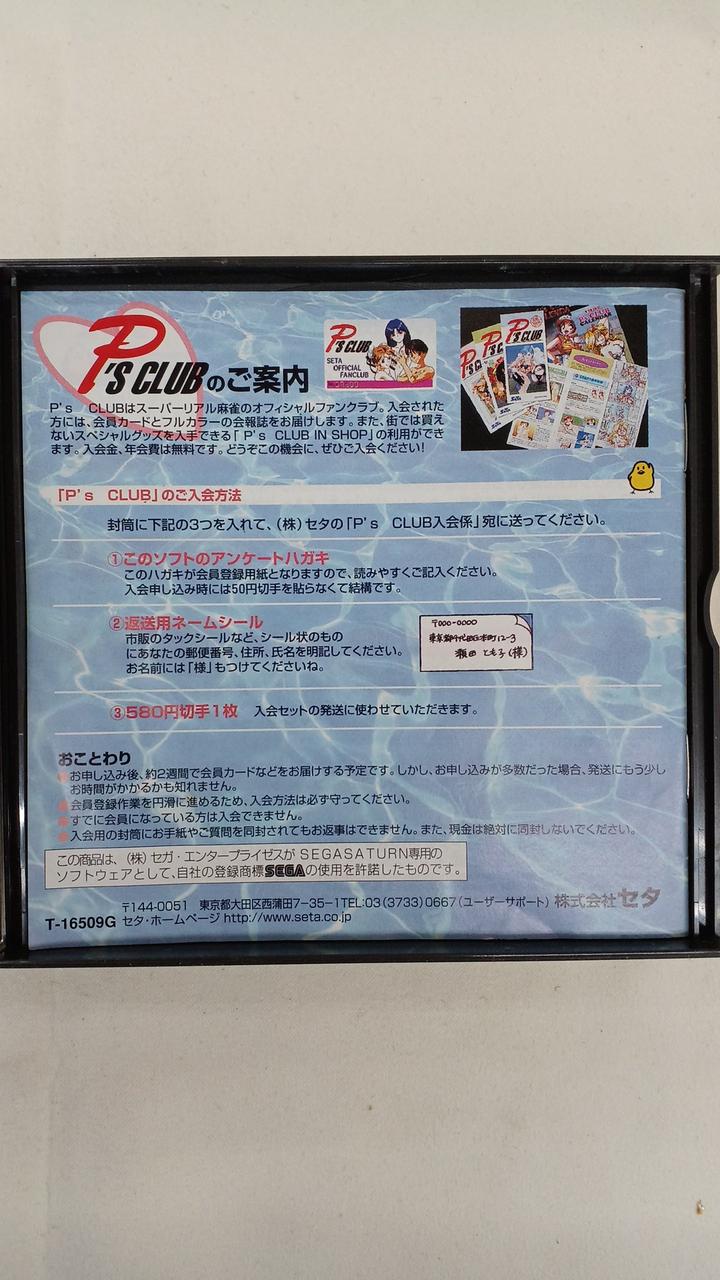 P'S CLUBのご案内
P'S CLUB
SETA
OFFICIAL
FANCLUB
P's CLUBはスーパーリアル麻雀のオフィシャルファンクラブ。入会された
方には、会員カードとフルカラーの会報誌をお届けします。また、街では買え
ないスペシャルグッズを入手できる「P's CLUB IN SHOP」の利用ができ
ます。入会金、年会費は無料です。どうぞこの機会に、ぜひご入会ください!
「P's CLUB」のご入会方法
封筒に下記の3つを入れて、(株)セタの「P's CLUB入会係」宛に送ってください。
①このソフトのアンケートハガキ
このハガキが会員登録用紙となりますので、読みやすくご記入ください。
入会申し込み時には50円切手を貼らなくて結構です。
②返送用ネームシール
市販のタックシールなど、シール状のもの
にあなたの郵便番号、住所、氏名を明記してください。
お名前には「様」もつけてくださいね。
〒000-0000
東京都千代田区本町12-3
瀬田 とも子(様)
③580円切手1枚 入会セットの発送に使わせていただきます。
おことわり
●お申し込み後、約2週間で会員カードなどをお届けする予定です。しかし、お申し込みが多数だった場合、発送にもう少し
お時間がかかるかも知れません。
●会員登録作業を円滑に進めるため、入会方法は必ず守ってください。
●すでに会員になっている方は入会できません。
●入会用の封筒にお手紙やご質問を同封されてもお返事はできません。また、現金は絶対に同封しないでください。
この商品は、(株)セガ・エンタープライゼスがSEGASATURN専用の
ソフトウェアとして、自社の登録商標SEGAの使用を許諾したものです。
〒144-0051 東京都大田区西蒲田7-35-1TEL:03(3733)0667(ユーザーサポート) 株式会社セタ
T-16509G セタ・ホームページ http://www.seta.co.jp